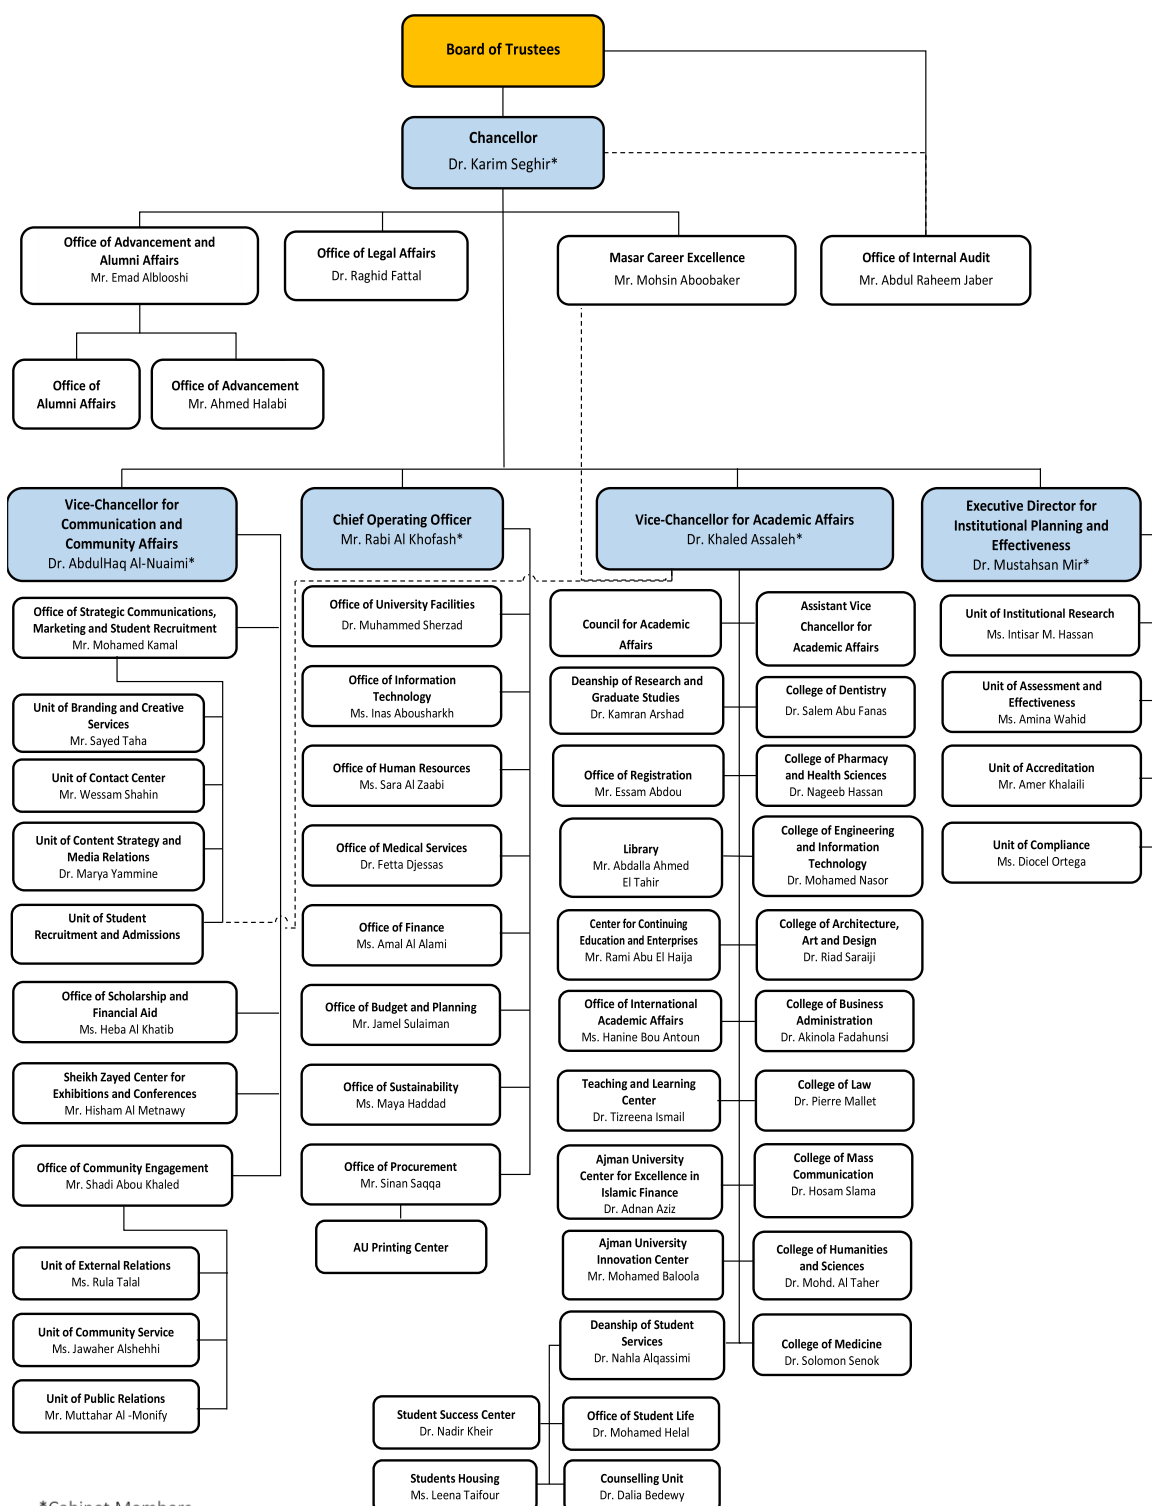 Board of Trustees
Chancellor
Dr. Karim Seghir*
Office of Advancement and
Alumni Affairs
Mr. Emad Alblooshi
Office of Legal Affairs
Dr. Raghid Fattal
Masar Career Excellence
Mr. Mohsin Aboobaker
Office of Internal Audit
Mr. Abdul Raheem Jaber
Office of
Alumni Affairs
Office of Advancement
Mr. Ahmed Halabi
Vice-Chancellor for
Communication and
Community Affairs
Dr. AbdulHaq Al-Nuaimi*
Office of Strategic Communications,
Marketing and Student Recruitment
Mr. Mohamed Kamal
Unit of Branding and Creative
Services
Mr. Sayed Taha
Unit of Contact Center
Mr. Wessam Shahin
Unit of Content Strategy and
Media Relations
Dr. Marya Yammine
Unit of Student
Recruitment and Admissions
Office of Scholarship and
Financial Aid
Ms. Heba Al Khatib
Sheikh Zayed Center for
Exhibitions and Conferences
Mr. Hisham Al Metnawy
Office of Community Engagement
Mr. Shadi Abou Khaled
Unit of External Relations
Ms. Rula Talal
Unit of Community Service
Ms. Jawaher Alshehhi
Unit of Public Relations
Mr. Muttahar Al -Monify
Chief Operating Officer
Mr. Rabi Al Khofash*
Office of University Facilities
Dr. Muhammed Sherzad
Office of Information
Technology
Ms. Inas Abousharkh
Office of Human Resources
Ms. Sara Al Zaabi
Office of Medical Services
Dr. Fetta Djessas
Office of Finance
Ms. Amal Al Alami
Office of Budget and Planning
Mr. Jamel Sulaiman
Office of Sustainability
Ms. Maya Haddad
Office of Procurement
Mr. Sinan Saqqa
AU Printing Center
Vice-Chancellor for Academic Affairs
Dr. Khaled Assaleh*
Council for Academic
Affairs
Deanship of Research and
Graduate Studies
Dr. Kamran Arshad
Office of Registration
Mr. Essam Abdou
Library
Mr. Abdalla Ahmed
El Tahir
Center for Continuing
Education and Enterprises
Mr. Rami Abu El Haija
Office of International
Academic Affairs
Ms. Hanine Bou Antoun
Teaching and Learning
Center
Dr. Tizreena Ismail
Ajman University
Center for Excellence in
Islamic Finance
Dr. Adnan Aziz
Ajman University
Innovation Center
Mr. Mohamed Baloola
Deanship of Student
Services
Dr. Nahla Alqassimi
Assistant Vice
Chancellor for
Academic Affairs
College of Dentistry
Dr. Salem Abu Fanas
College of Pharmacy
and Health Sciences
Dr. Nageeb Hassan
College of Engineering
and Information
Technology
Dr. Mohamed Nasor
College of Architecture,
Art and Design
Dr. Riad Saraiji
College of Business
Administration
Dr. Akinola Fadahunsi
College of Law
Dr. Pierre Mallet
College of Mass
Communication
Dr. Hosam Slama
College of Humanities
and Sciences
Dr. Mohd. Al Taher
College of Medicine
Dr. Solomon Senok
Student Success Center
Dr. Nadir Kheir
Office of Student Life
Dr. Mohamed Helal
Students Housing
Ms. Leena Taifour
Counselling Unit
Dr. Dalia Bedewy
Executive Director for
Institutional Planning and
Effectiveness
Dr. Mustahsan Mir*
Unit of Institutional Research
Ms. Intisar M. Hassan
Unit of Assessment and
Effectiveness
Ms. Amina Wahid
Unit of Accreditation
Mr. Amer Khalaili
Unit of Compliance
Ms. Diocel Ortega
*Cabinet Members